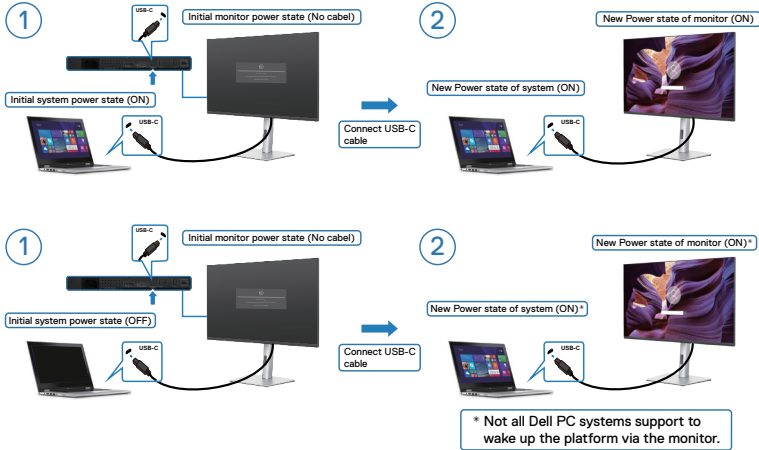 1
USB-C
Initial monitor power state (No cabel)
Initial system power state (ON)
USB-C
Connect USB-C
cable
2
New Power state of monitor (ON)
New Power state of system (ON)
USB-C
1
USB-C
Initial monitor power state (No cabel)
Initial system power state (OFF)
USB-C
Connect USB-C
cable
2
New Power state of monitor (ON)*
New Power state of system (ON)*
USB-C
* Not all Dell PC systems support to
wake up the platform via the monitor.